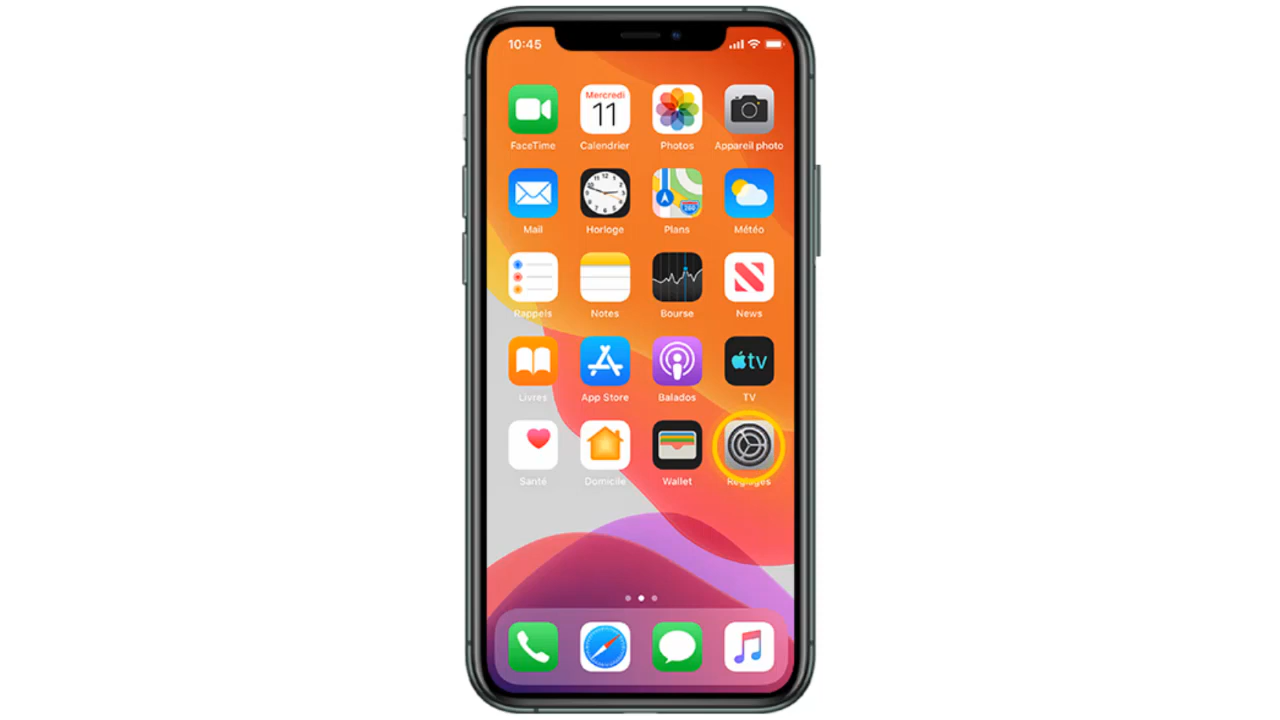 10:45
Mercredi
11
FaceTime Calendrier Photos Appareil photo
280
Mail Horloge Plans Météo
Rappels Notes Bourse News
tv
Livres App Store Balados TV
Santé Domicile Wallet Réglages